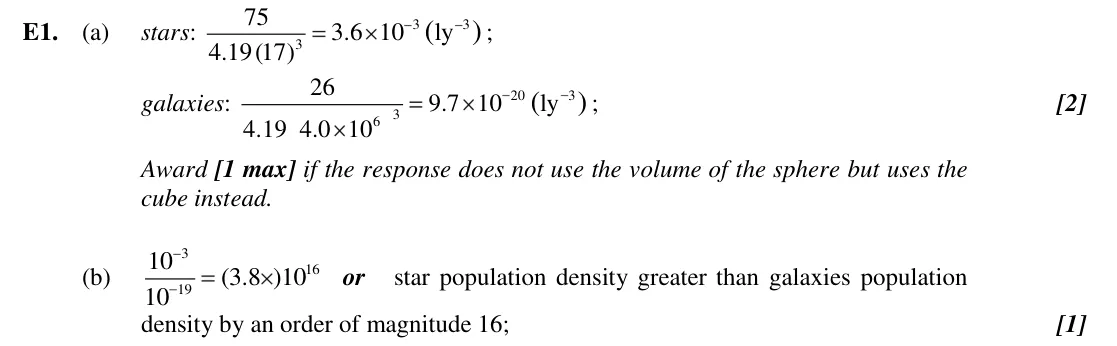 E1. (a) stars: 75 / 4.19(17)³ = 3.6×10⁻³ (ly⁻³);
galaxies: 26 / 4.19 4.0×10⁶ ³ = 9.7×10⁻²⁰ (ly⁻³); [2]
Award [1 max] if the response does not use the volume of the sphere but uses the
cube instead.
(b) 10⁻³ / 10⁻¹⁹ = (3.8×)10¹⁶ or star population density greater than galaxies population
density by an order of magnitude 16; [1]